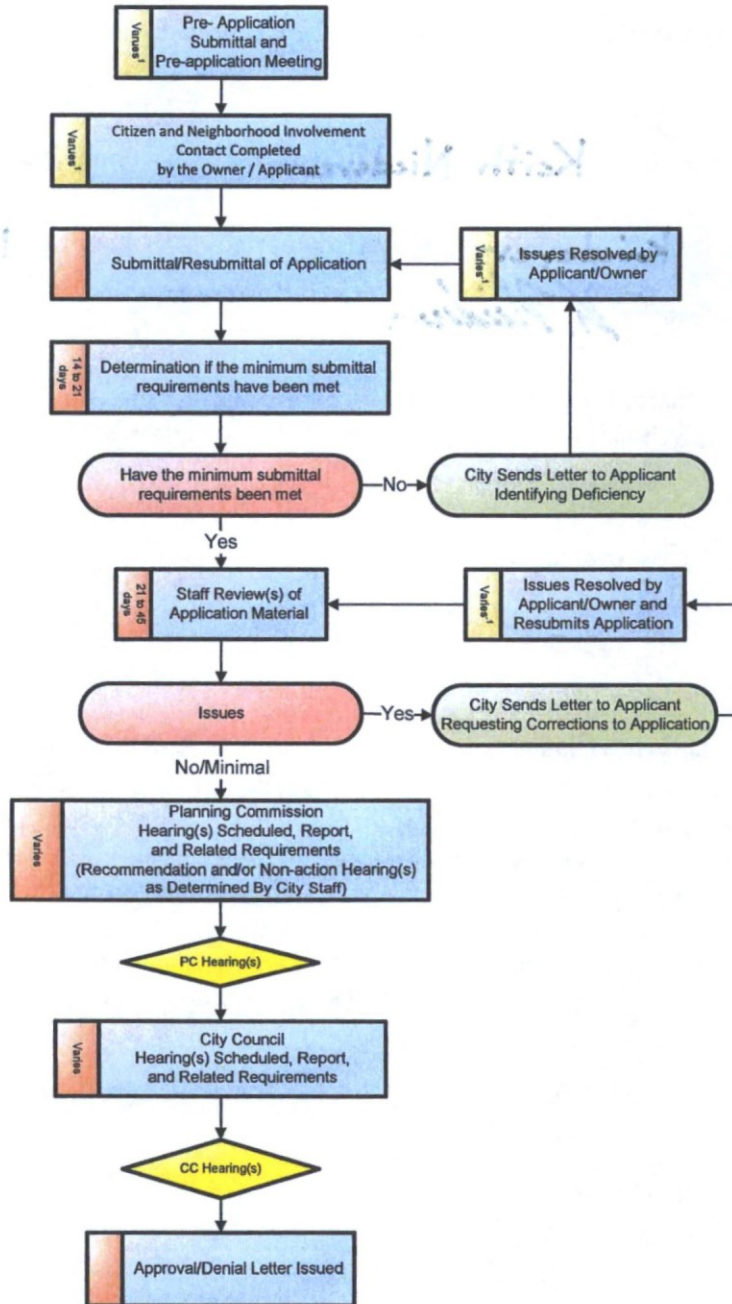 Pre- Application
Submittal and
Pre-application Meeting
Varues¹
Citizen and Neighborhood Involvement
Contact Completed
by the Owner / Applicant
Varues¹
Submittal/Resubmittal of Application
Issues Resolved by
Applicant/Owner
Varies¹
Determination if the minimum submittal
requirements have been met
14 to 21
days
Have the minimum submittal
requirements been met
No
City Sends Letter to Applicant
Identifying Deficiency
Yes
Staff Review(s) of
Application Material
21 to 45
days
Issues Resolved by
Applicant/Owner and
Resubmits Application
Varies¹
Issues
Yes
City Sends Letter to Applicant
Requesting Corrections to Application
No/Minimal
Planning Commission
Hearing(s) Scheduled, Report,
and Related Requirements
(Recommendation and/or Non-action Hearing(s)
as Determined By City Staff)
Varies
PC Hearing(s)
City Council
Hearing(s) Scheduled, Report,
and Related Requirements
Varies
CC Hearing(s)
Approval/Denial Letter Issued